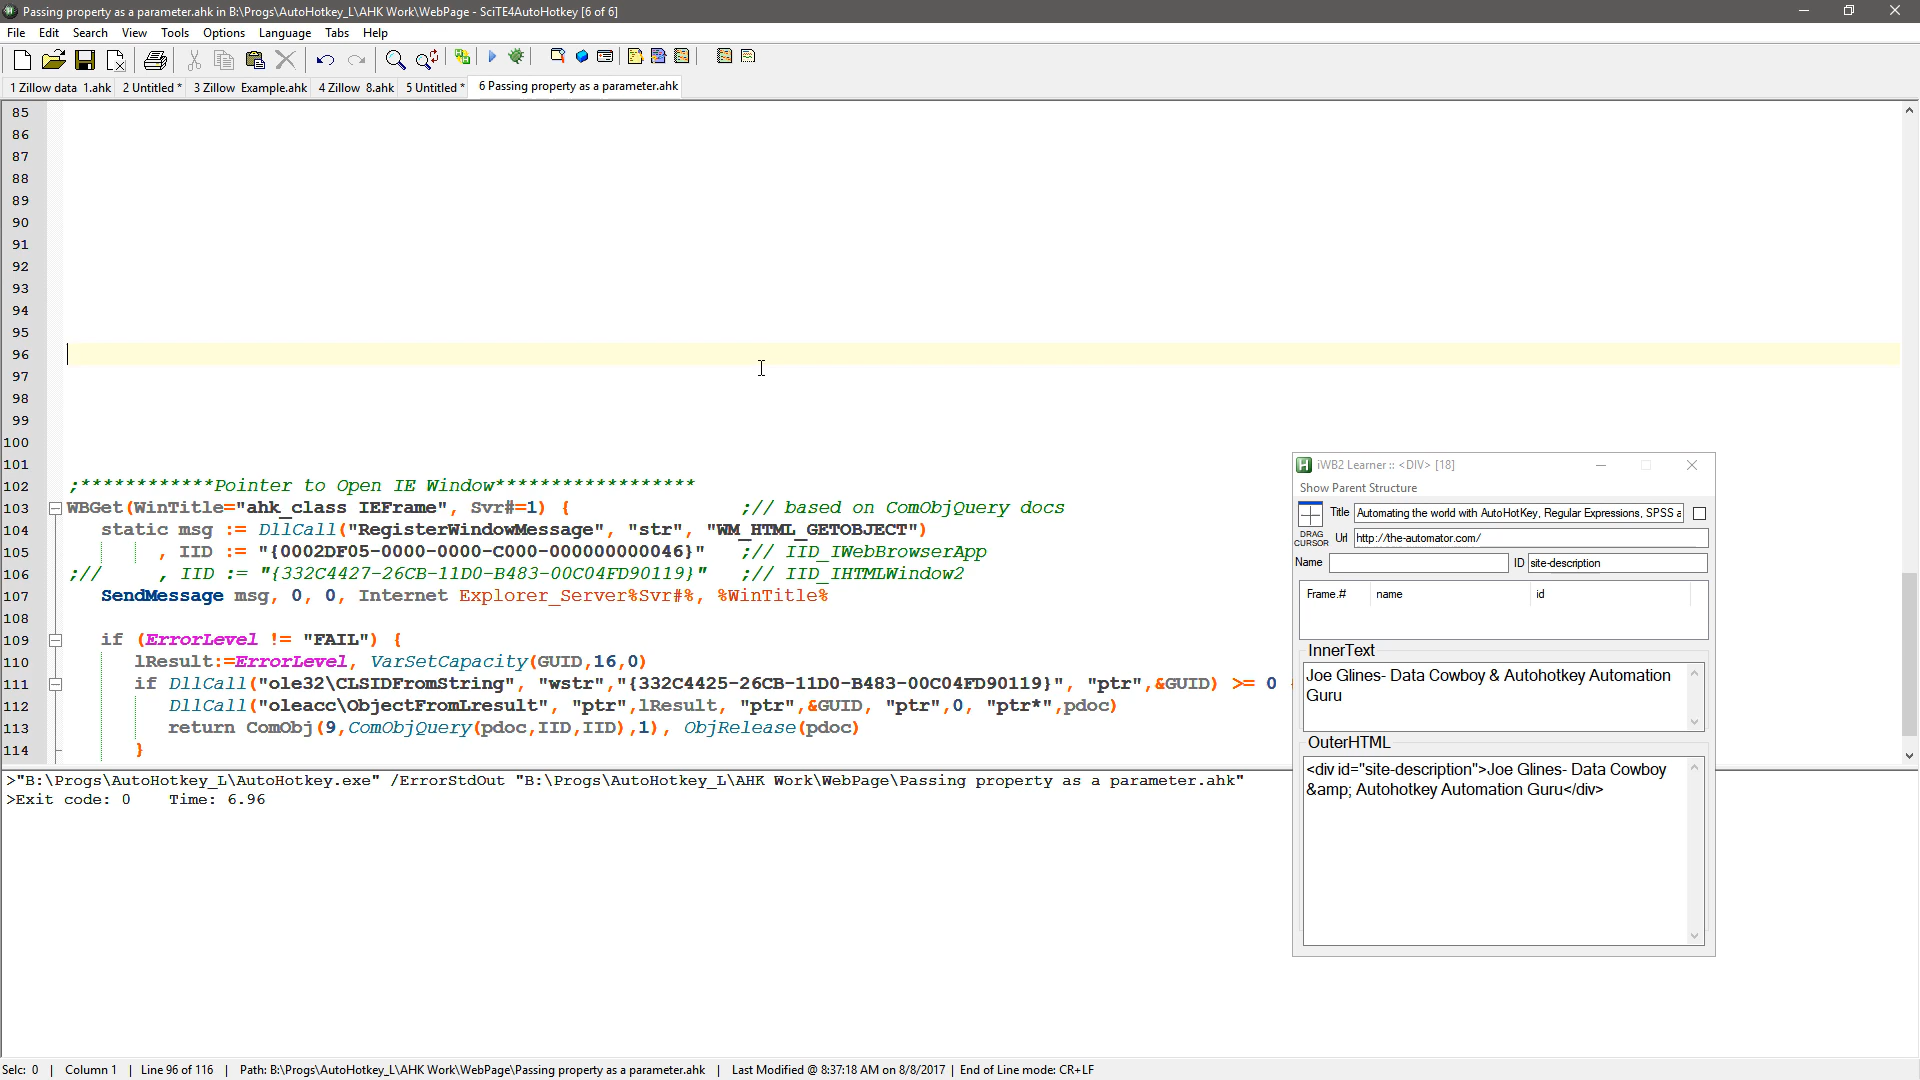 Passing property as a parameter.ahk in B:\Progs\AutoHotkey_L\AHK Work\WebPage - SciTE4AutoHotkey [6 of 6]
File Edit Search View Tools Options Language Tabs Help
1 Zillow data 1.ahk 2 Untitled * 3 Zillow Example.ahk 4 Zillow 8.ahk 5 Untitled * 6 Passing property as a parameter.ahk
85
86
87
88
89
90
91
92
93
94
95
96
97
98
99
100
101
102 ;************Pointer to Open IE Window******************
103 WBGet(WinTitle="ahk_class IEFrame", Svr#=1) { ;// based on ComObjQuery docs
104 static msg := DllCall("RegisterWindowMessage", "str", "WM_HTML_GETOBJECT")
105 , IID := "{0002DF05-0000-0000-C000-000000000046}" ;// IID_IWebBrowserApp
106 ;// , IID := "{332C4427-26CB-11D0-B483-00C04FD90119}" ;// IID_IHTMLWindow2
107 SendMessage msg, 0, 0, Internet Explorer_Server%Svr#%, %WinTitle%
108
109 if (ErrorLevel != "FAIL") {
110 lResult:=ErrorLevel, VarSetCapacity(GUID,16,0)
111 if DllCall("ole32\CLSIDFromString", "wstr","{332C4425-26CB-11D0-B483-00C04FD90119}", "ptr",&GUID) >= 0 {
112 DllCall("oleacc\ObjectFromLresult", "ptr",lResult, "ptr",&GUID, "ptr",0, "ptr*",pdoc)
113 return ComObj(9,ComObjQuery(pdoc,IID,IID),1), ObjRelease(pdoc)
114 }
iWB2 Learner :: <DIV> [18]
Show Parent Structure
DRAG CURSOR
Title Automating the world with AutoHotKey, Regular Expressions, SPSS a
Url http://the-automator.com/
Name ID site-description
Frame.# name id
InnerText
Joe Glines- Data Cowboy & Autohotkey Automation
Guru
OuterHTML
<div id="site-description">Joe Glines- Data Cowboy
&amp; Autohotkey Automation Guru</div>
>"B:\Progs\AutoHotkey_L\AutoHotkey.exe" /ErrorStdOut "B:\Progs\AutoHotkey_L\AHK Work\WebPage\Passing property as a parameter.ahk"
>Exit code: 0 Time: 6.96
Selc: 0 | Column 1 | Line 96 of 116 | Path: B:\Progs\AutoHotkey_L\AHK Work\WebPage\Passing property as a parameter.ahk | Last Modified @ 8:37:18 AM on 8/8/2017 | End of Line mode: CR+LF